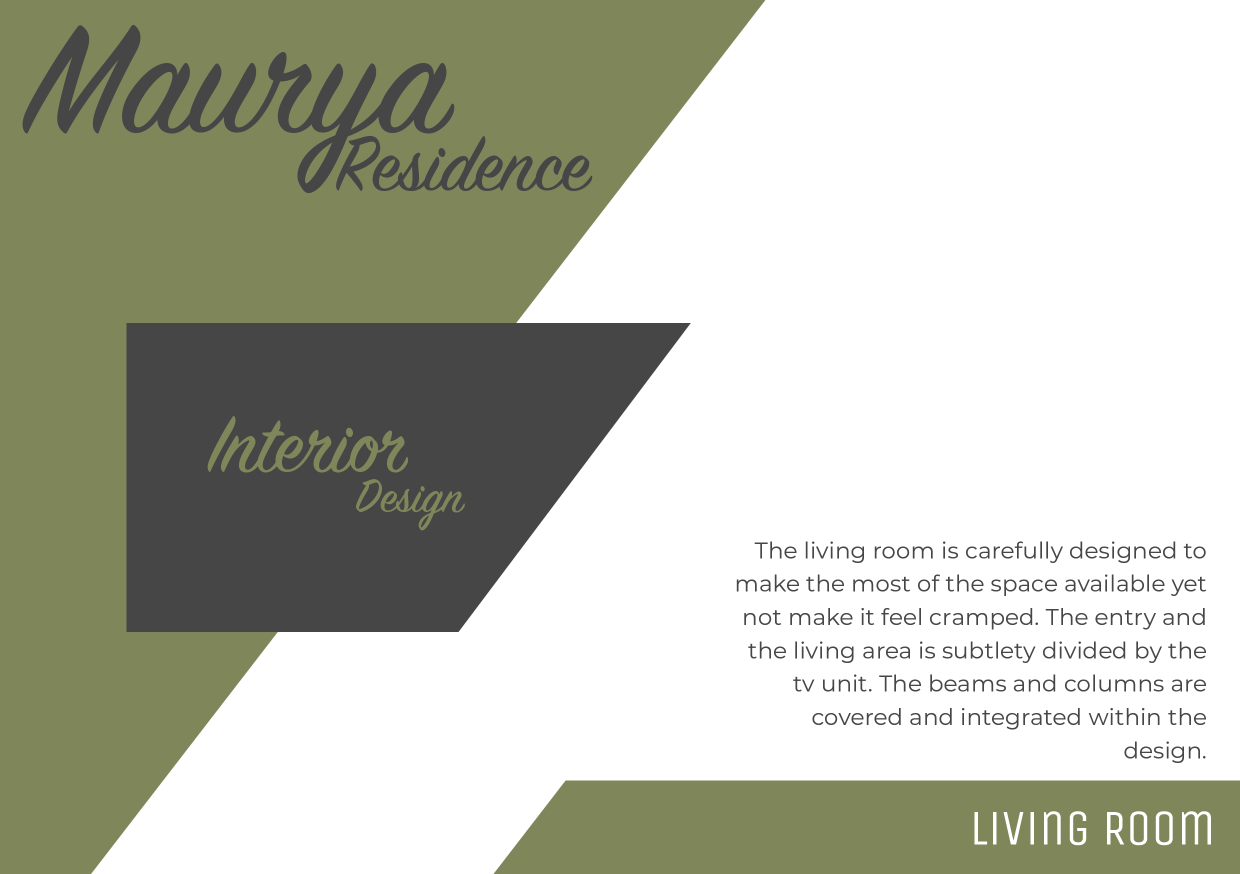 Maurya
Residence
Interior
Design
The living room is carefully designed to
make the most of the space available yet
not make it feel cramped. The entry and
the living area is subtlety divided by the
tv unit. The beams and columns are
covered and integrated within the
design.
LIVING ROOM